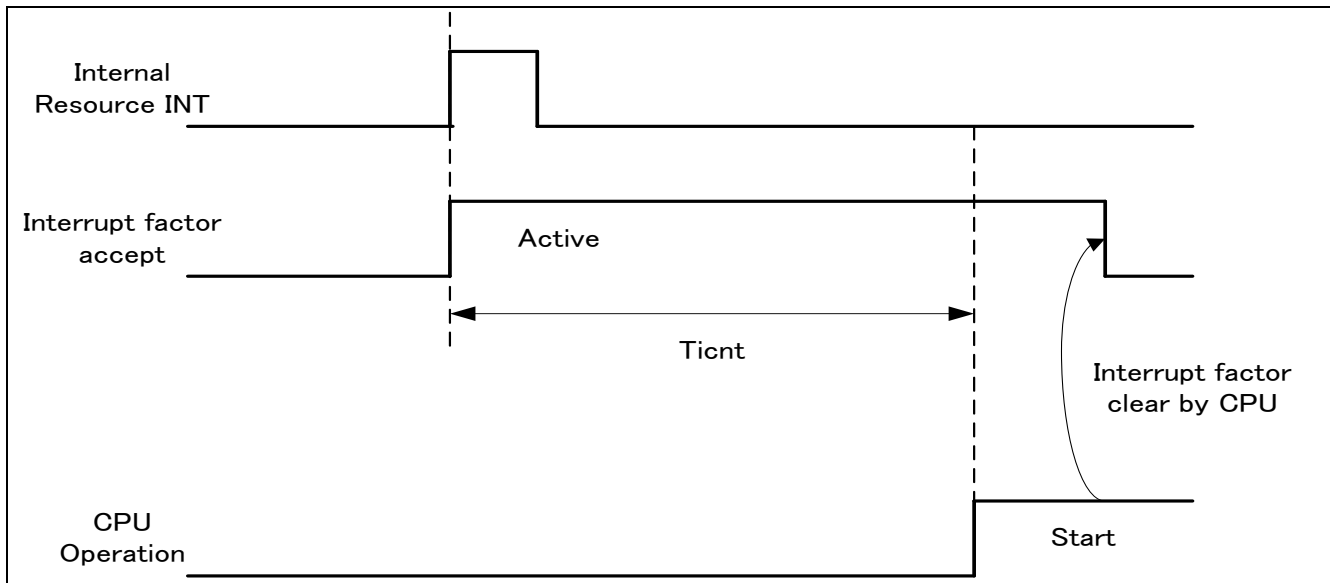 Internal
Resource INT
Interrupt factor
accept
Active
Ticnt
Interrupt factor
clear by CPU
CPU
Operation
Start